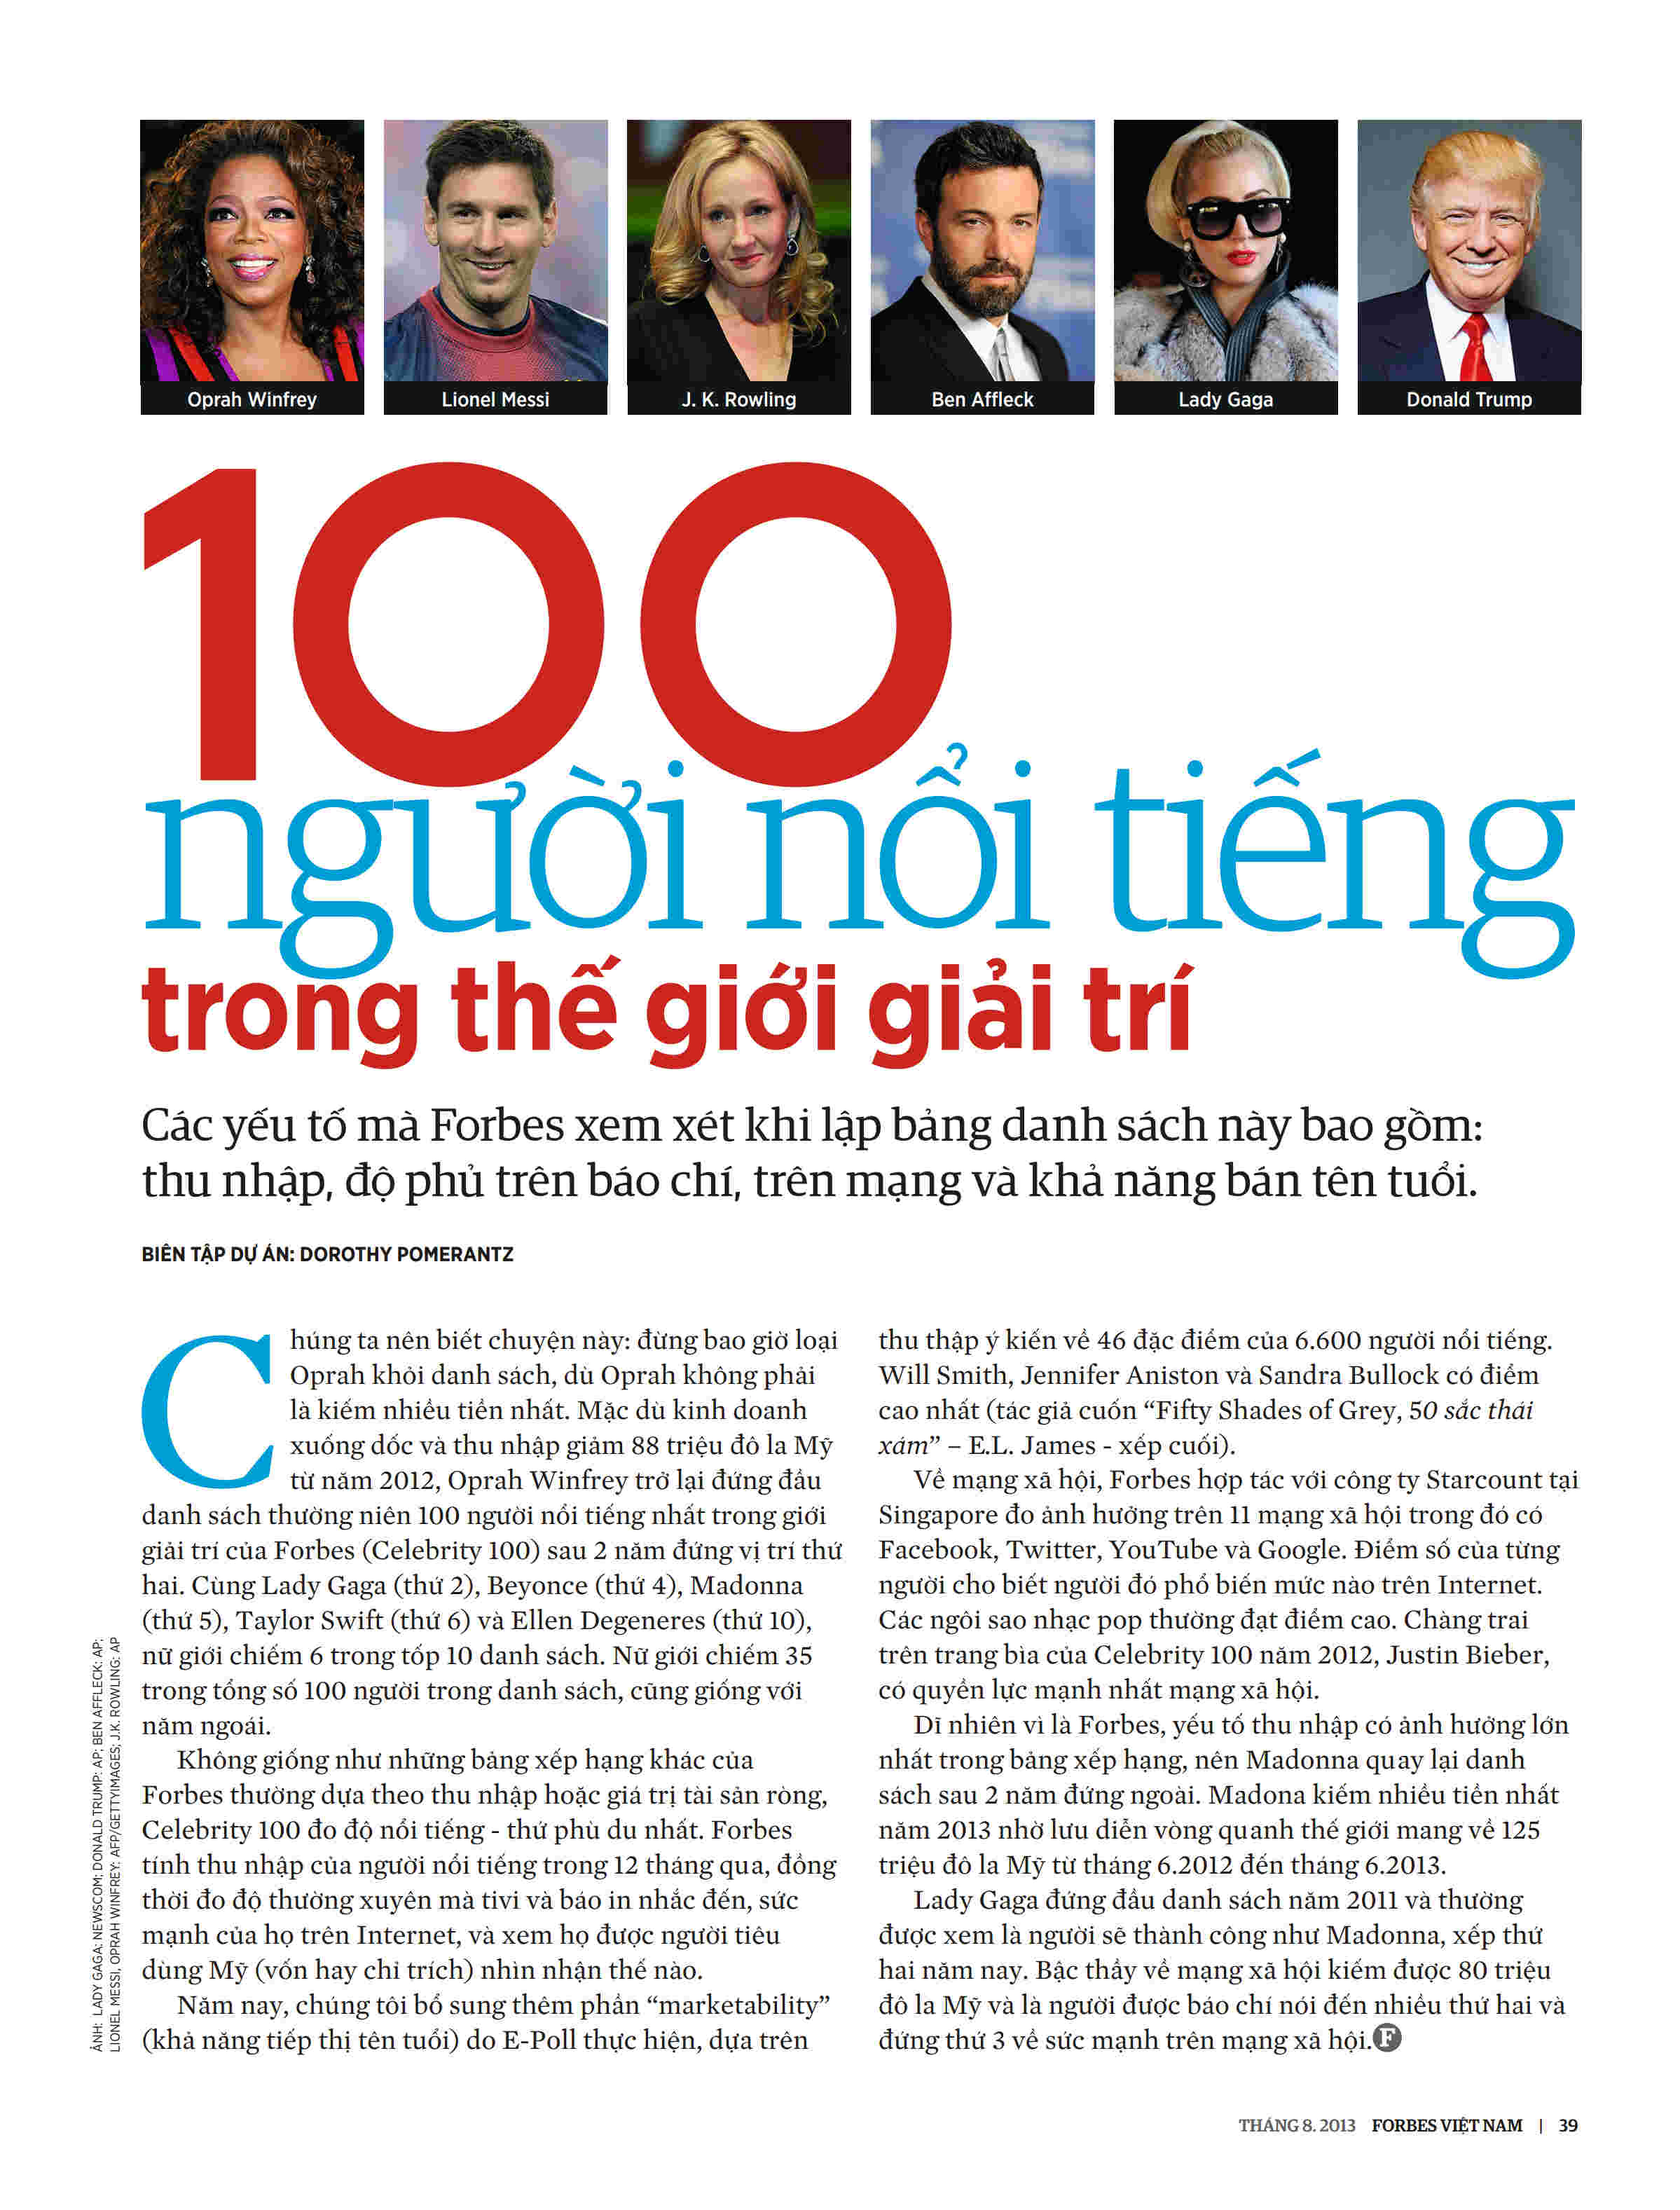 Oprah Winfrey
Lionel Messi
J. K. Rowling
Ben Affleck
Lady Gaga
Donald Trump
100
người nổi tiếng
trong thế giới giải trí
Các yếu tố mà Forbes xem xét khi lập bảng danh sách này bao gồm:
thu nhập, độ phủ trên báo chí, trên mạng và khả năng bán tên tuổi.
BIÊN TẬP DỰ ÁN: DOROTHY POMERANTZ
Chúng ta nên biết chuyện này: đừng bao giờ loại
Oprah khỏi danh sách, dù Oprah không phải
là kiếm nhiều tiền nhất. Mặc dù kinh doanh
xuống dốc và thu nhập giảm 88 triệu đô la Mỹ
từ năm 2012, Oprah Winfrey trở lại đứng đầu
danh sách thường niên 100 người nổi tiếng nhất trong giới
giải trí của Forbes (Celebrity 100) sau 2 năm đứng vị trí thứ
hai. Cùng Lady Gaga (thứ 2), Beyonce (thứ 4), Madonna
(thứ 5), Taylor Swift (thứ 6) và Ellen Degeneres (thứ 10),
nữ giới chiếm 6 trong tốp 10 danh sách. Nữ giới chiếm 35
trong tổng số 100 người trong danh sách, cũng giống với
năm ngoái.
Không giống như những bảng xếp hạng khác của
Forbes thường dựa theo thu nhập hoặc giá trị tài sản ròng,
Celebrity 100 đo độ nổi tiếng - thứ phù du nhất. Forbes
tính thu nhập của người nổi tiếng trong 12 tháng qua, đồng
thời đo độ thường xuyên mà tivi và báo in nhắc đến, sức
mạnh của họ trên Internet, và xem họ được người tiêu
dùng Mỹ (vốn hay chỉ trích) nhìn nhận thế nào.
Năm nay, chúng tôi bổ sung thêm phần “marketability”
(khả năng tiếp thị tên tuổi) do E-Poll thực hiện, dựa trên
thu thập ý kiến về 46 đặc điểm của 6.600 người nổi tiếng.
Will Smith, Jennifer Aniston và Sandra Bullock có điểm
cao nhất (tác giả cuốn “Fifty Shades of Grey, 50 sắc thái
xám” – E.L. James - xếp cuối).
Về mạng xã hội, Forbes hợp tác với công ty Starcount tại
Singapore đo ảnh hưởng trên 11 mạng xã hội trong đó có
Facebook, Twitter, YouTube và Google. Điểm số của từng
người cho biết người đó phổ biến mức nào trên Internet.
Các ngôi sao nhạc pop thường đạt điểm cao. Chàng trai
trên trang bìa của Celebrity 100 năm 2012, Justin Bieber,
có quyền lực mạnh nhất mạng xã hội.
Dĩ nhiên vì là Forbes, yếu tố thu nhập có ảnh hưởng lớn
nhất trong bảng xếp hạng, nên Madonna quay lại danh
sách sau 2 năm đứng ngoài. Madona kiếm nhiều tiền nhất
năm 2013 nhờ lưu diễn vòng quanh thế giới mang về 125
triệu đô la Mỹ từ tháng 6.2012 đến tháng 6.2013.
Lady Gaga đứng đầu danh sách năm 2011 và thường
được xem là người sẽ thành công như Madonna, xếp thứ
hai năm nay. Bậc thầy về mạng xã hội kiếm được 80 triệu
đô la Mỹ và là người được báo chí nói đến nhiều thứ hai và
đứng thứ 3 về sức mạnh trên mạng xã hội. F
ẢNH: LADY GAGA: NEWSCOM; DONALD TRUMP: AP; BEN AFFLECK: AP;
LIONEL MESSI, OPRAH WINFREY: AFP/GETTYIMAGES; J.K. ROWLING: AP
THÁNG 8. 2013 FORBES VIỆT NAM | 39